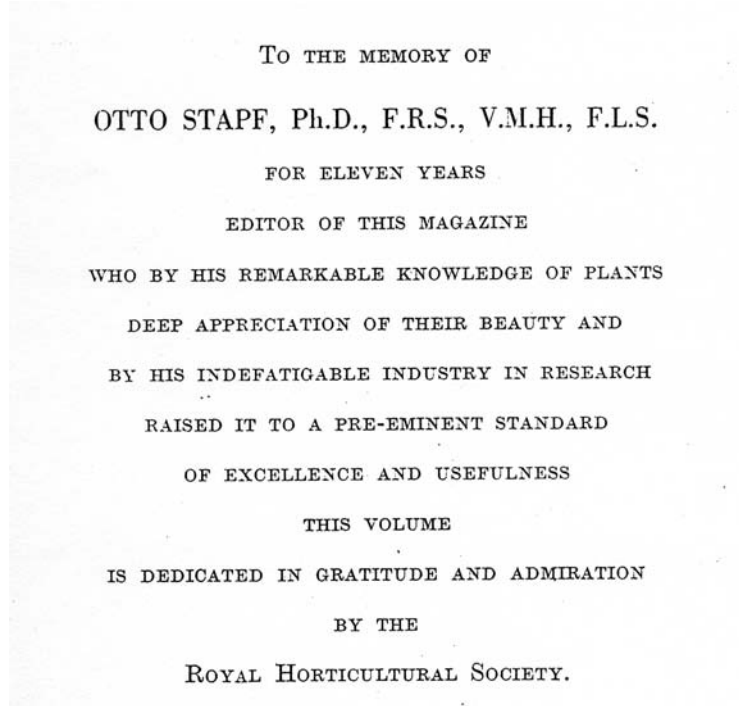 To the memory of
OTTO STAPF, Ph.D., F.R.S., V.M.H., F.L.S.
for eleven years
editor of this magazine
who by his remarkable knowledge of plants
deep appreciation of their beauty and
by his indefatigable industry in research
raised it to a pre-eminent standard
of excellence and usefulness
this volume
is dedicated in gratitude and admiration
by the
Royal Horticultural Society.